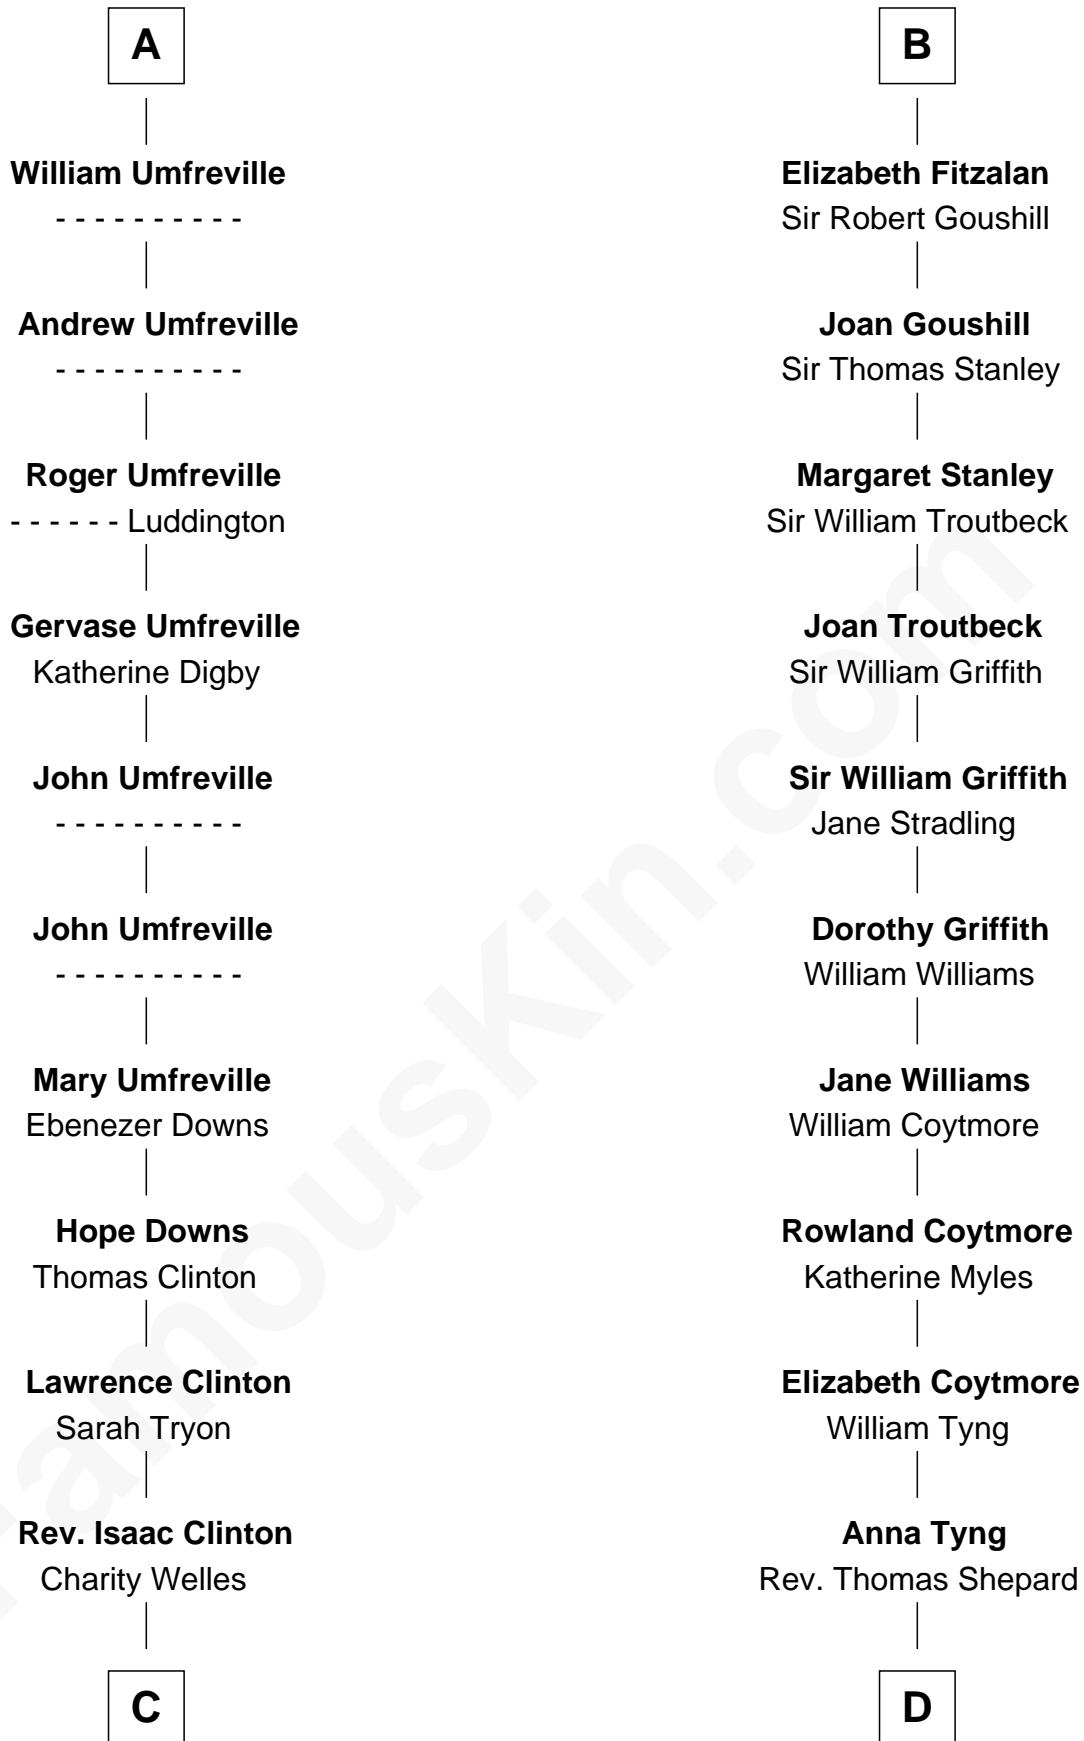 A
William Umfreville
- - - - - - - - - -
Andrew Umfreville
- - - - - - - - - -
Roger Umfreville
- - - - - - Luddington
Gervase Umfreville
Katherine Digby
John Umfreville
- - - - - - - - - -
John Umfreville
- - - - - - - - - -
Mary Umfreville
Ebenezer Downs
Hope Downs
Thomas Clinton
Lawrence Clinton
Sarah Tryon
Rev. Isaac Clinton
Charity Welles
C
B
Elizabeth Fitzalan
Sir Robert Goushill
Joan Goushill
Sir Thomas Stanley
Margaret Stanley
Sir William Troutbeck
Joan Troutbeck
Sir William Griffith
Sir William Griffith
Jane Stradling
Dorothy Griffith
William Williams
Jane Williams
William Coytmore
Rowland Coytmore
Katherine Myles
Elizabeth Coytmore
William Tyng
Anna Tyng
Rev. Thomas Shepard
D
FamousKin.com